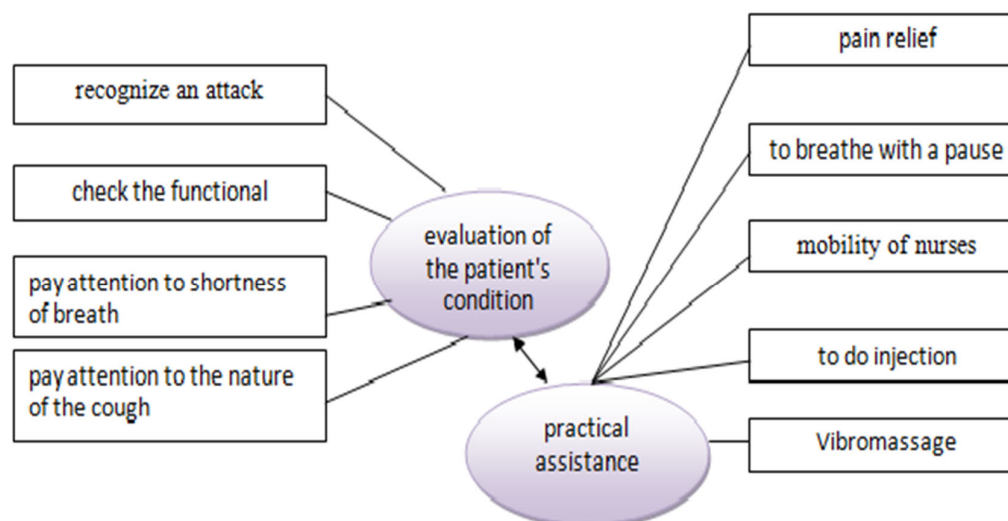 recognize an attack
check the functional
pay attention to shortness
of breath
pay attention to the nature
of the cough
evaluation of
the patient's
condition
practical
assistance
pain relief
to breathe with a pause
mobility of nurses
to do injection
Vibromassage